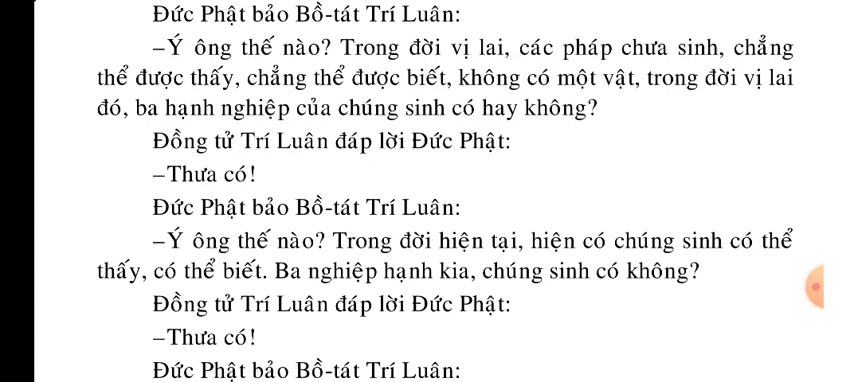 Đức Phật bảo Bồ-tát Trí Luân:
–Ý ông thế nào? Trong đời vị lai, các pháp chưa sinh, chẳng
thể được thấy, chẳng thể được biết, không có một vật, trong đời vị lai
đó, ba hạnh nghiệp của chúng sinh có hay không?
Đồng tử Trí Luân đáp lời Đức Phật:
–Thưa có!
Đức Phật bảo Bồ-tát Trí Luân:
–Ý ông thế nào? Trong đời hiện tại, hiện có chúng sinh có thể
thấy, có thể biết. Ba nghiệp hạnh kia, chúng sinh có không?
Đồng tử Trí Luân đáp lời Đức Phật:
–Thưa có!
Đức Phật bảo Bồ-tát Trí Luân: